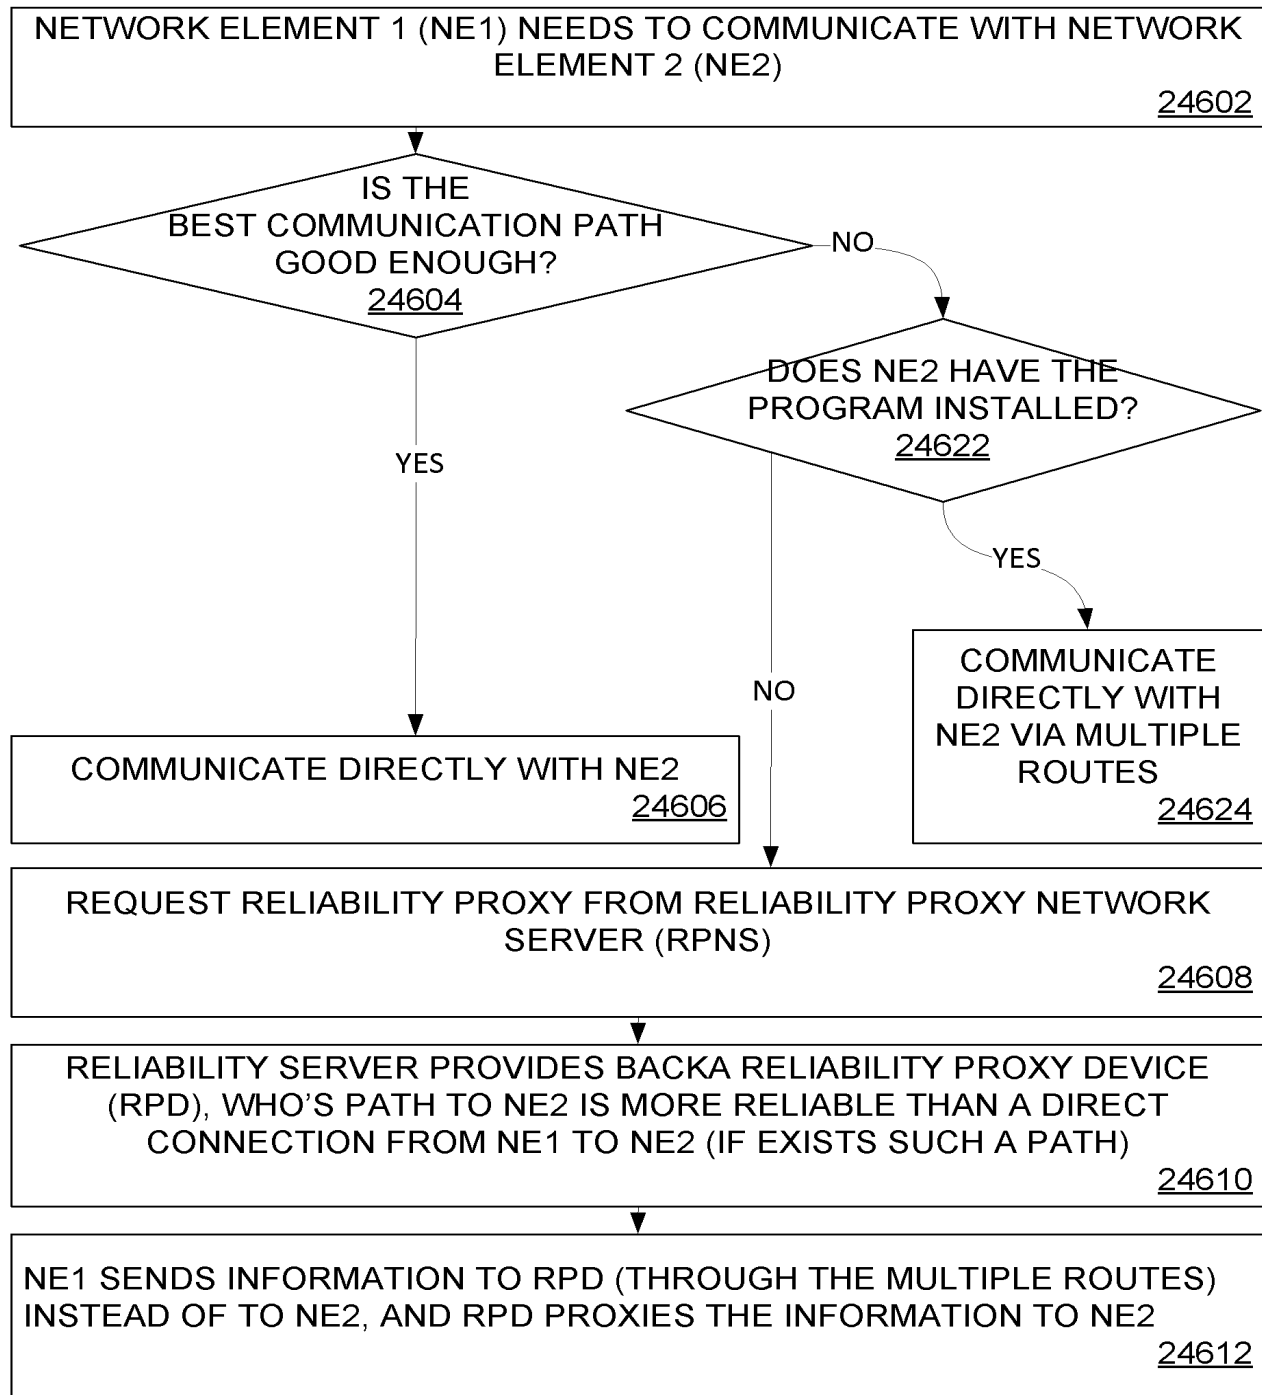 NETWORK ELEMENT 1 (NE1) NEEDS TO COMMUNICATE WITH NETWORK
ELEMENT 2 (NE2)
24602
IS THE
BEST COMMUNICATION PATH
GOOD ENOUGH?
24604
NO
DOES NE2 HAVE THE
PROGRAM INSTALLED?
24622
YES
YES
NO
COMMUNICATE
DIRECTLY WITH
NE2 VIA MULTIPLE
ROUTES
24624
COMMUNICATE DIRECTLY WITH NE2
24606
REQUEST RELIABILITY PROXY FROM RELIABILITY PROXY NETWORK
SERVER (RPNS)
24608
RELIABILITY SERVER PROVIDES BACKA RELIABILITY PROXY DEVICE
(RPD), WHO'S PATH TO NE2 IS MORE RELIABLE THAN A DIRECT
CONNECTION FROM NE1 TO NE2 (IF EXISTS SUCH A PATH)
24610
NE1 SENDS INFORMATION TO RPD (THROUGH THE MULTIPLE ROUTES)
INSTEAD OF TO NE2, AND RPD PROXIES THE INFORMATION TO NE2
24612